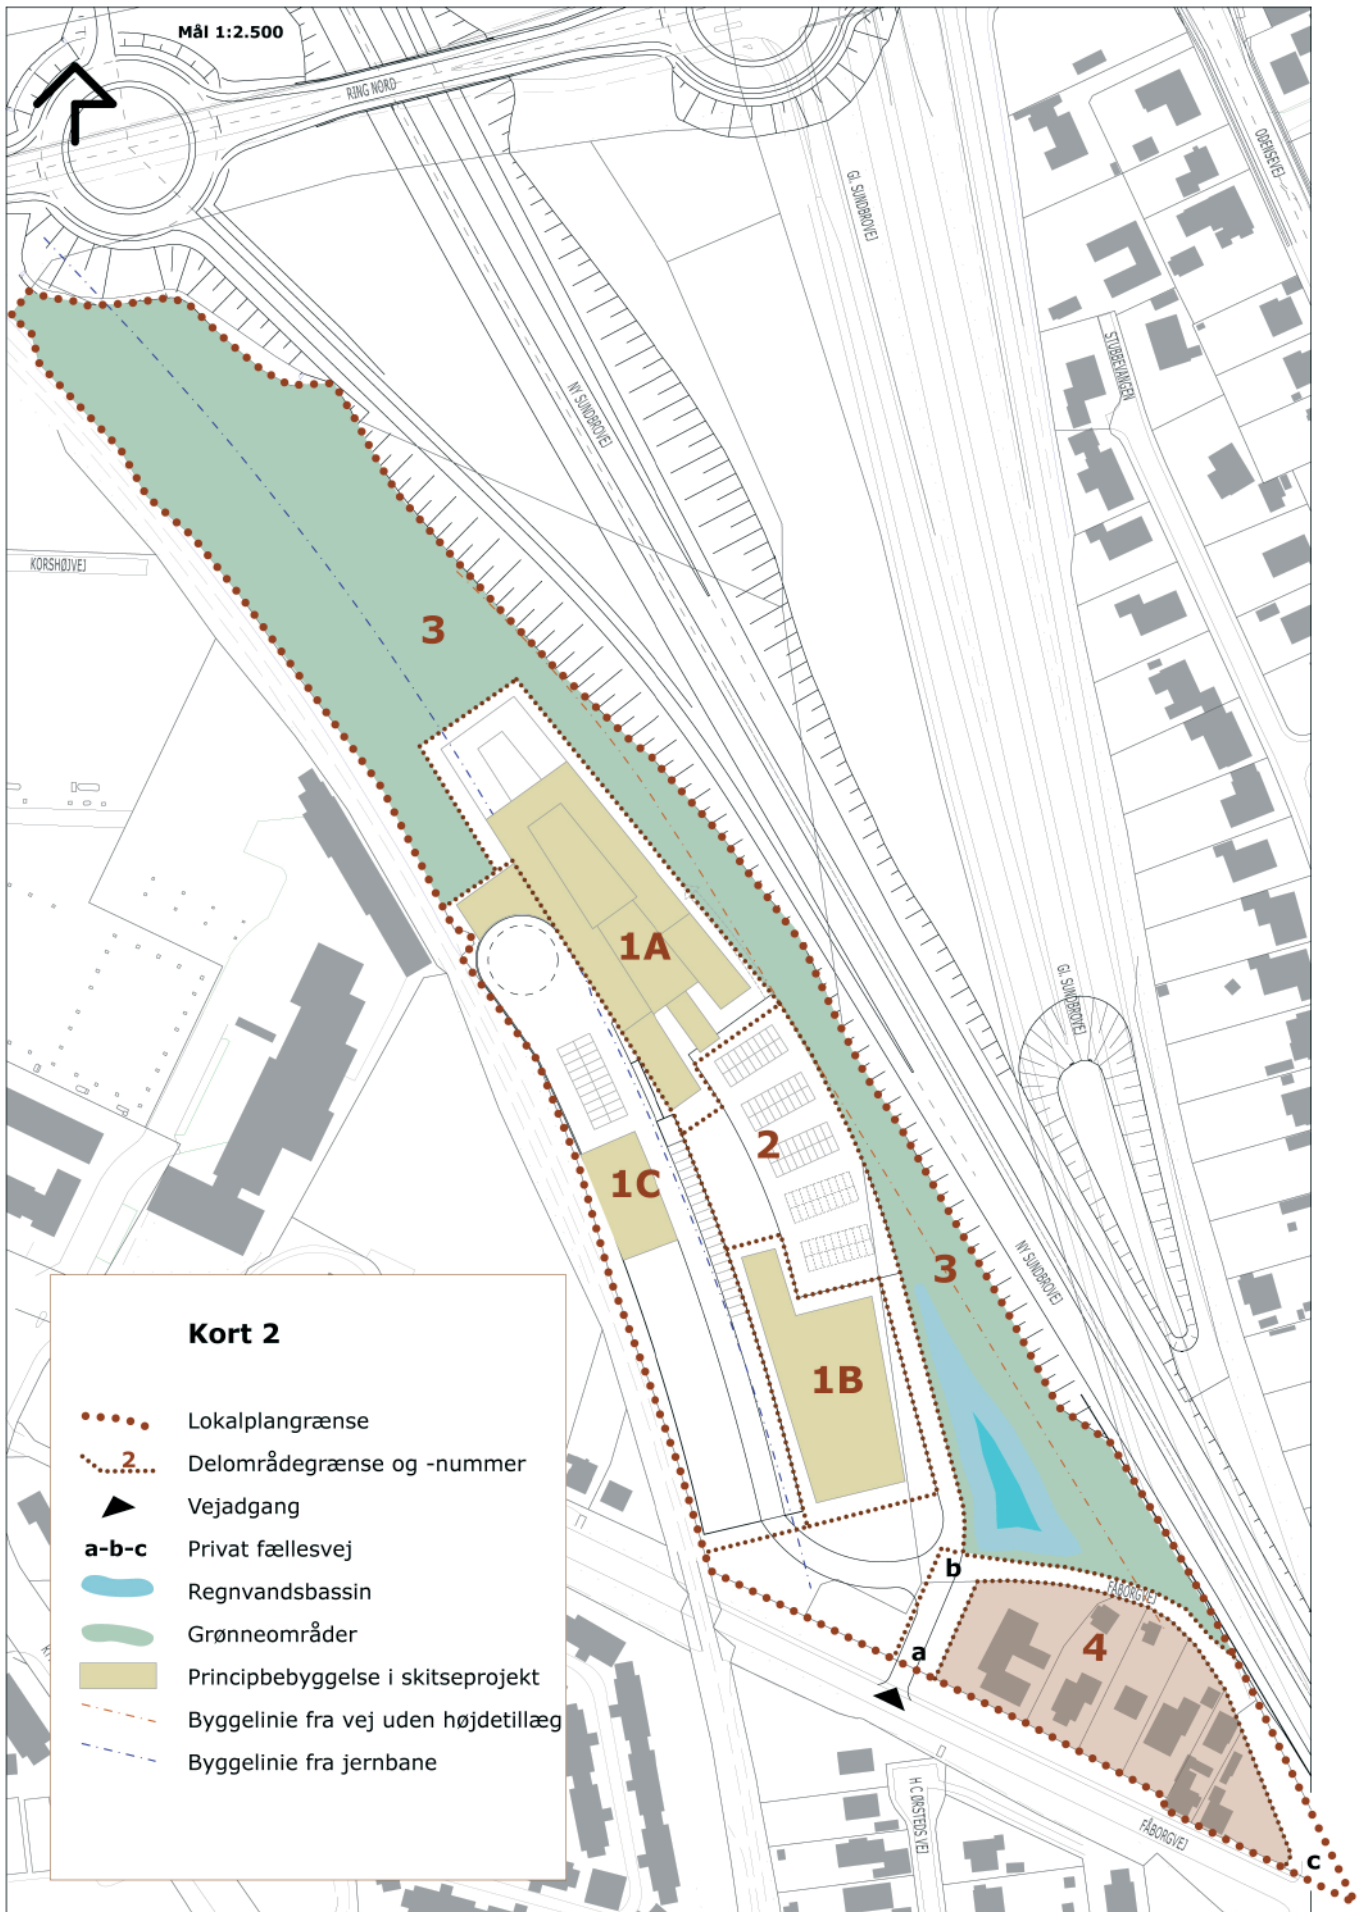 Mål 1:2.500
RING NORD
ODENSEVEJ
GL. SUNDBROVEJ
STUBBEVANGEN
NY SUNDBROVEJ
KORSHØJVEJ
3
1A
GL. SUNDBROVEJ
2
1C
3
NY SUNDBROVEJ
1B
Kort 2
Lokalplangrænse
2
Delområdegrænse og -nummer
Vejadgang
a-b-c
Privat fællesvej
Regnvandsbassin
Grønneområder
Principbebyggelse i skitseprojekt
Byggelinie fra vej uden højdetillæg
Byggelinie fra jernbane
b
FÅBORGVEJ
4
a
H C ØRSTEDS VEJ
FÅBORGVEJ
c